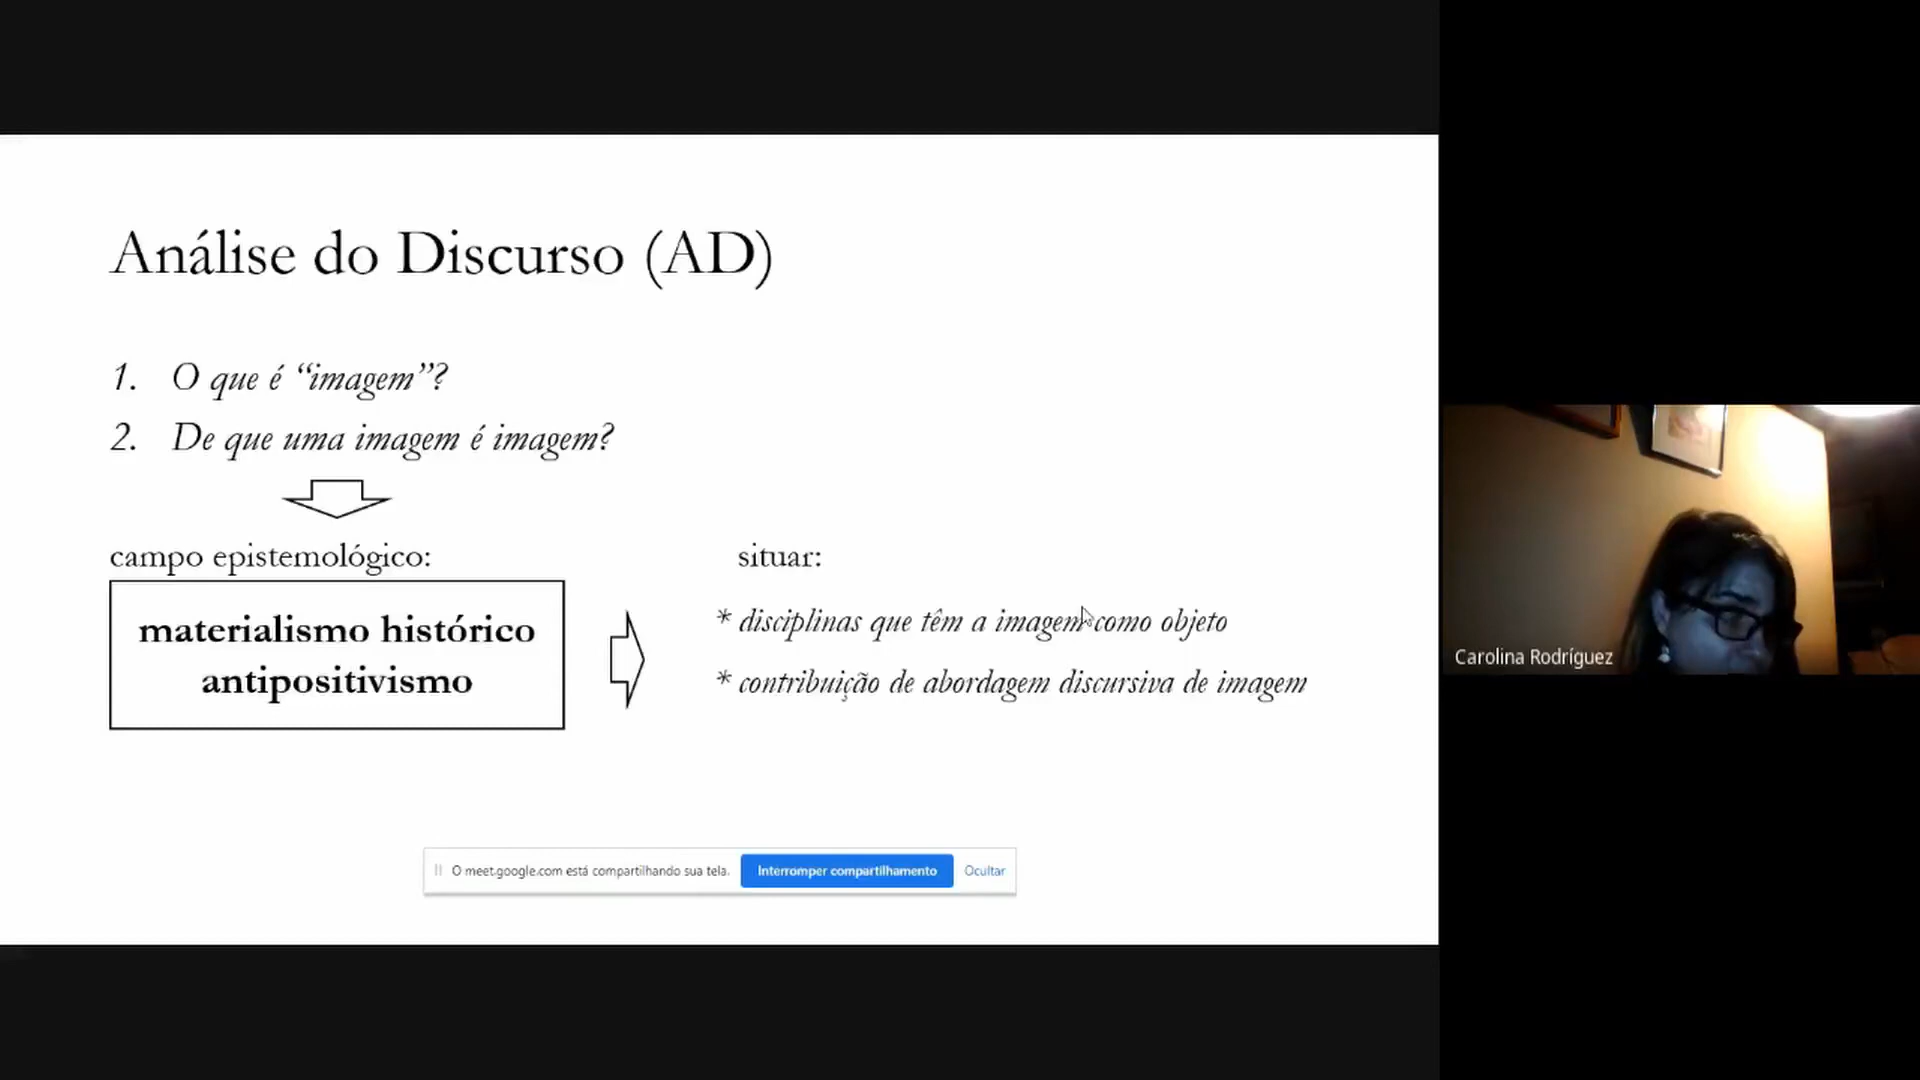 Análise do Discurso (AD)
1. O que é “imagem”?
2. De que uma imagem é imagem?
campo epistemológico:
materialismo histórico
antipositivismo
situar:
* disciplinas que têm a imagem como objeto
* contribuição de abordagem discursiva de imagem
O meet.google.com está compartilhando sua tela. Interromper compartilhamento Ocultar
Carolina Rodríguez